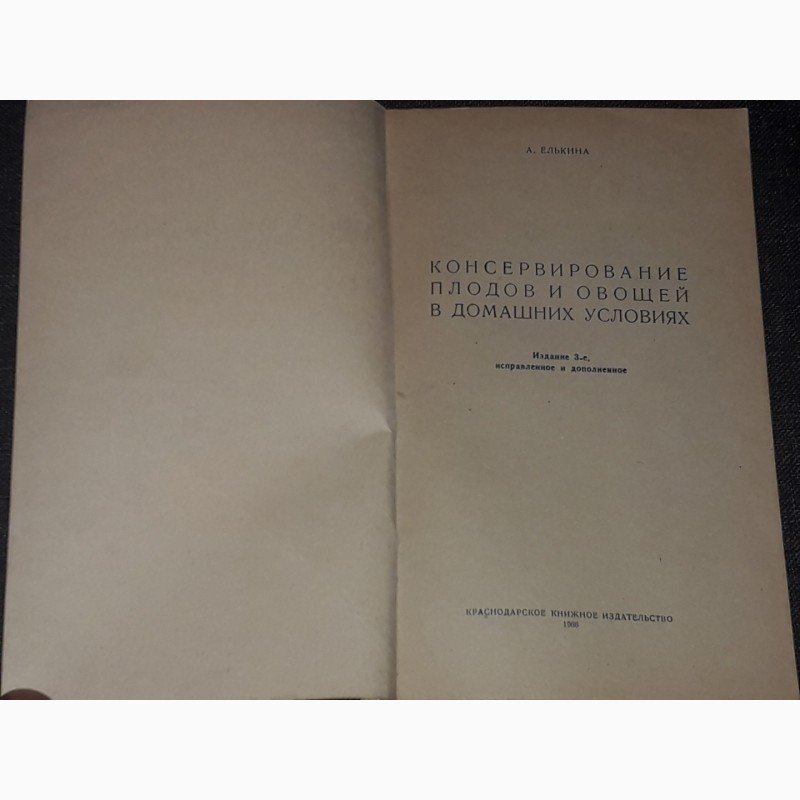 А. ЕЛЬКИНА
КОНСЕРВИРОВАНИЕ
ПЛОДОВ И ОВОЩЕЙ
В ДОМАШНИХ УСЛОВИЯХ
Издание 3-е,
исправленное и дополненное
КРАСНОДАРСКОЕ КНИЖНОЕ ИЗДАТЕЛЬСТВО